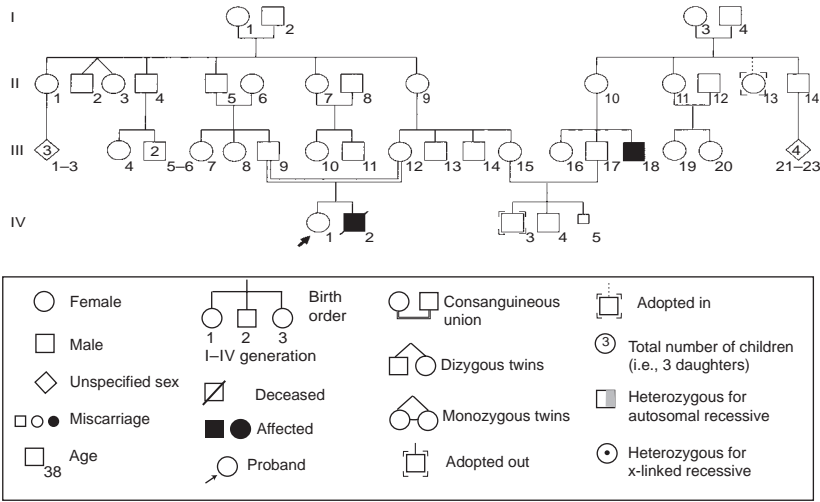 I
1 2 3 4
II
1 2 3 4 5 6 7 8 9 10 11 12 13 14
III
3 2 4
1–3 4 5–6 7 8 9 10 11 12 13 14 15 16 17 18 19 20 21–23
IV
1 2 3 4 5
Female
Male
Unspecified sex
Miscarriage
Age
38
Birth
order
1 2 3
I–IV generation
Deceased
Affected
Proband
Consanguineous
union
Dizygous twins
Monozygous twins
Adopted out
Adopted in
3
Total number of children
(i.e., 3 daughters)
Heterozygous for
autosomal recessive
Heterozygous for
x-linked recessive